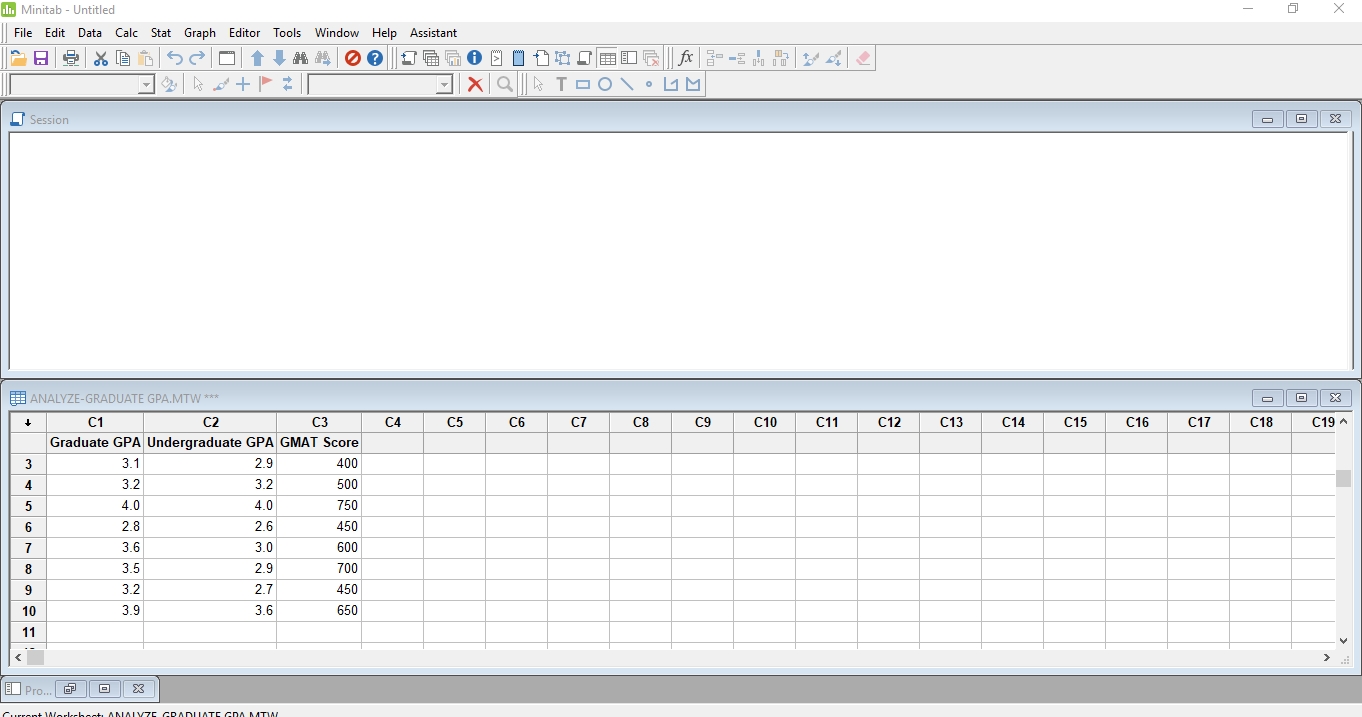 Minitab - Untitled
File Edit Data Calc Stat Graph Editor Tools Window Help Assistant
Session
ANALYZE-GRADUATE GPA.MTW ***
C1 C2 C3 C4 C5 C6 C7 C8 C9 C10 C11 C12 C13 C14 C15 C16 C17 C18 C19
Graduate GPA Undergraduate GPA GMAT Score
3 3.1 2.9 400
4 3.2 3.2 500
5 4.0 4.0 750
6 2.8 2.6 450
7 3.6 3.0 600
8 3.5 2.9 700
9 3.2 2.7 450
10 3.9 3.6 650
11
Pro...
Current Worksheet: ANALYZE-GRADUATE GPA.MTW